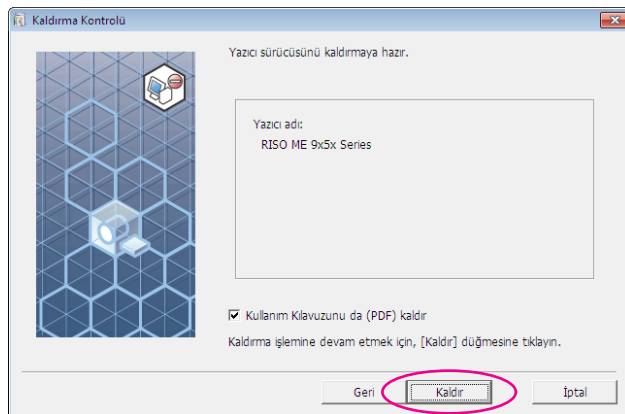 Kaldırma Kontrolü
Yazıcı sürücüsünü kaldırmaya hazır.
Yazıcı adı:
RISO ME 9x5x Series
Kullanım Kılavuzunu da (PDF) kaldır
Kaldırma işlemine devam etmek için, [Kaldır] düğmesine tıklayın.
Geri Kaldır İptal